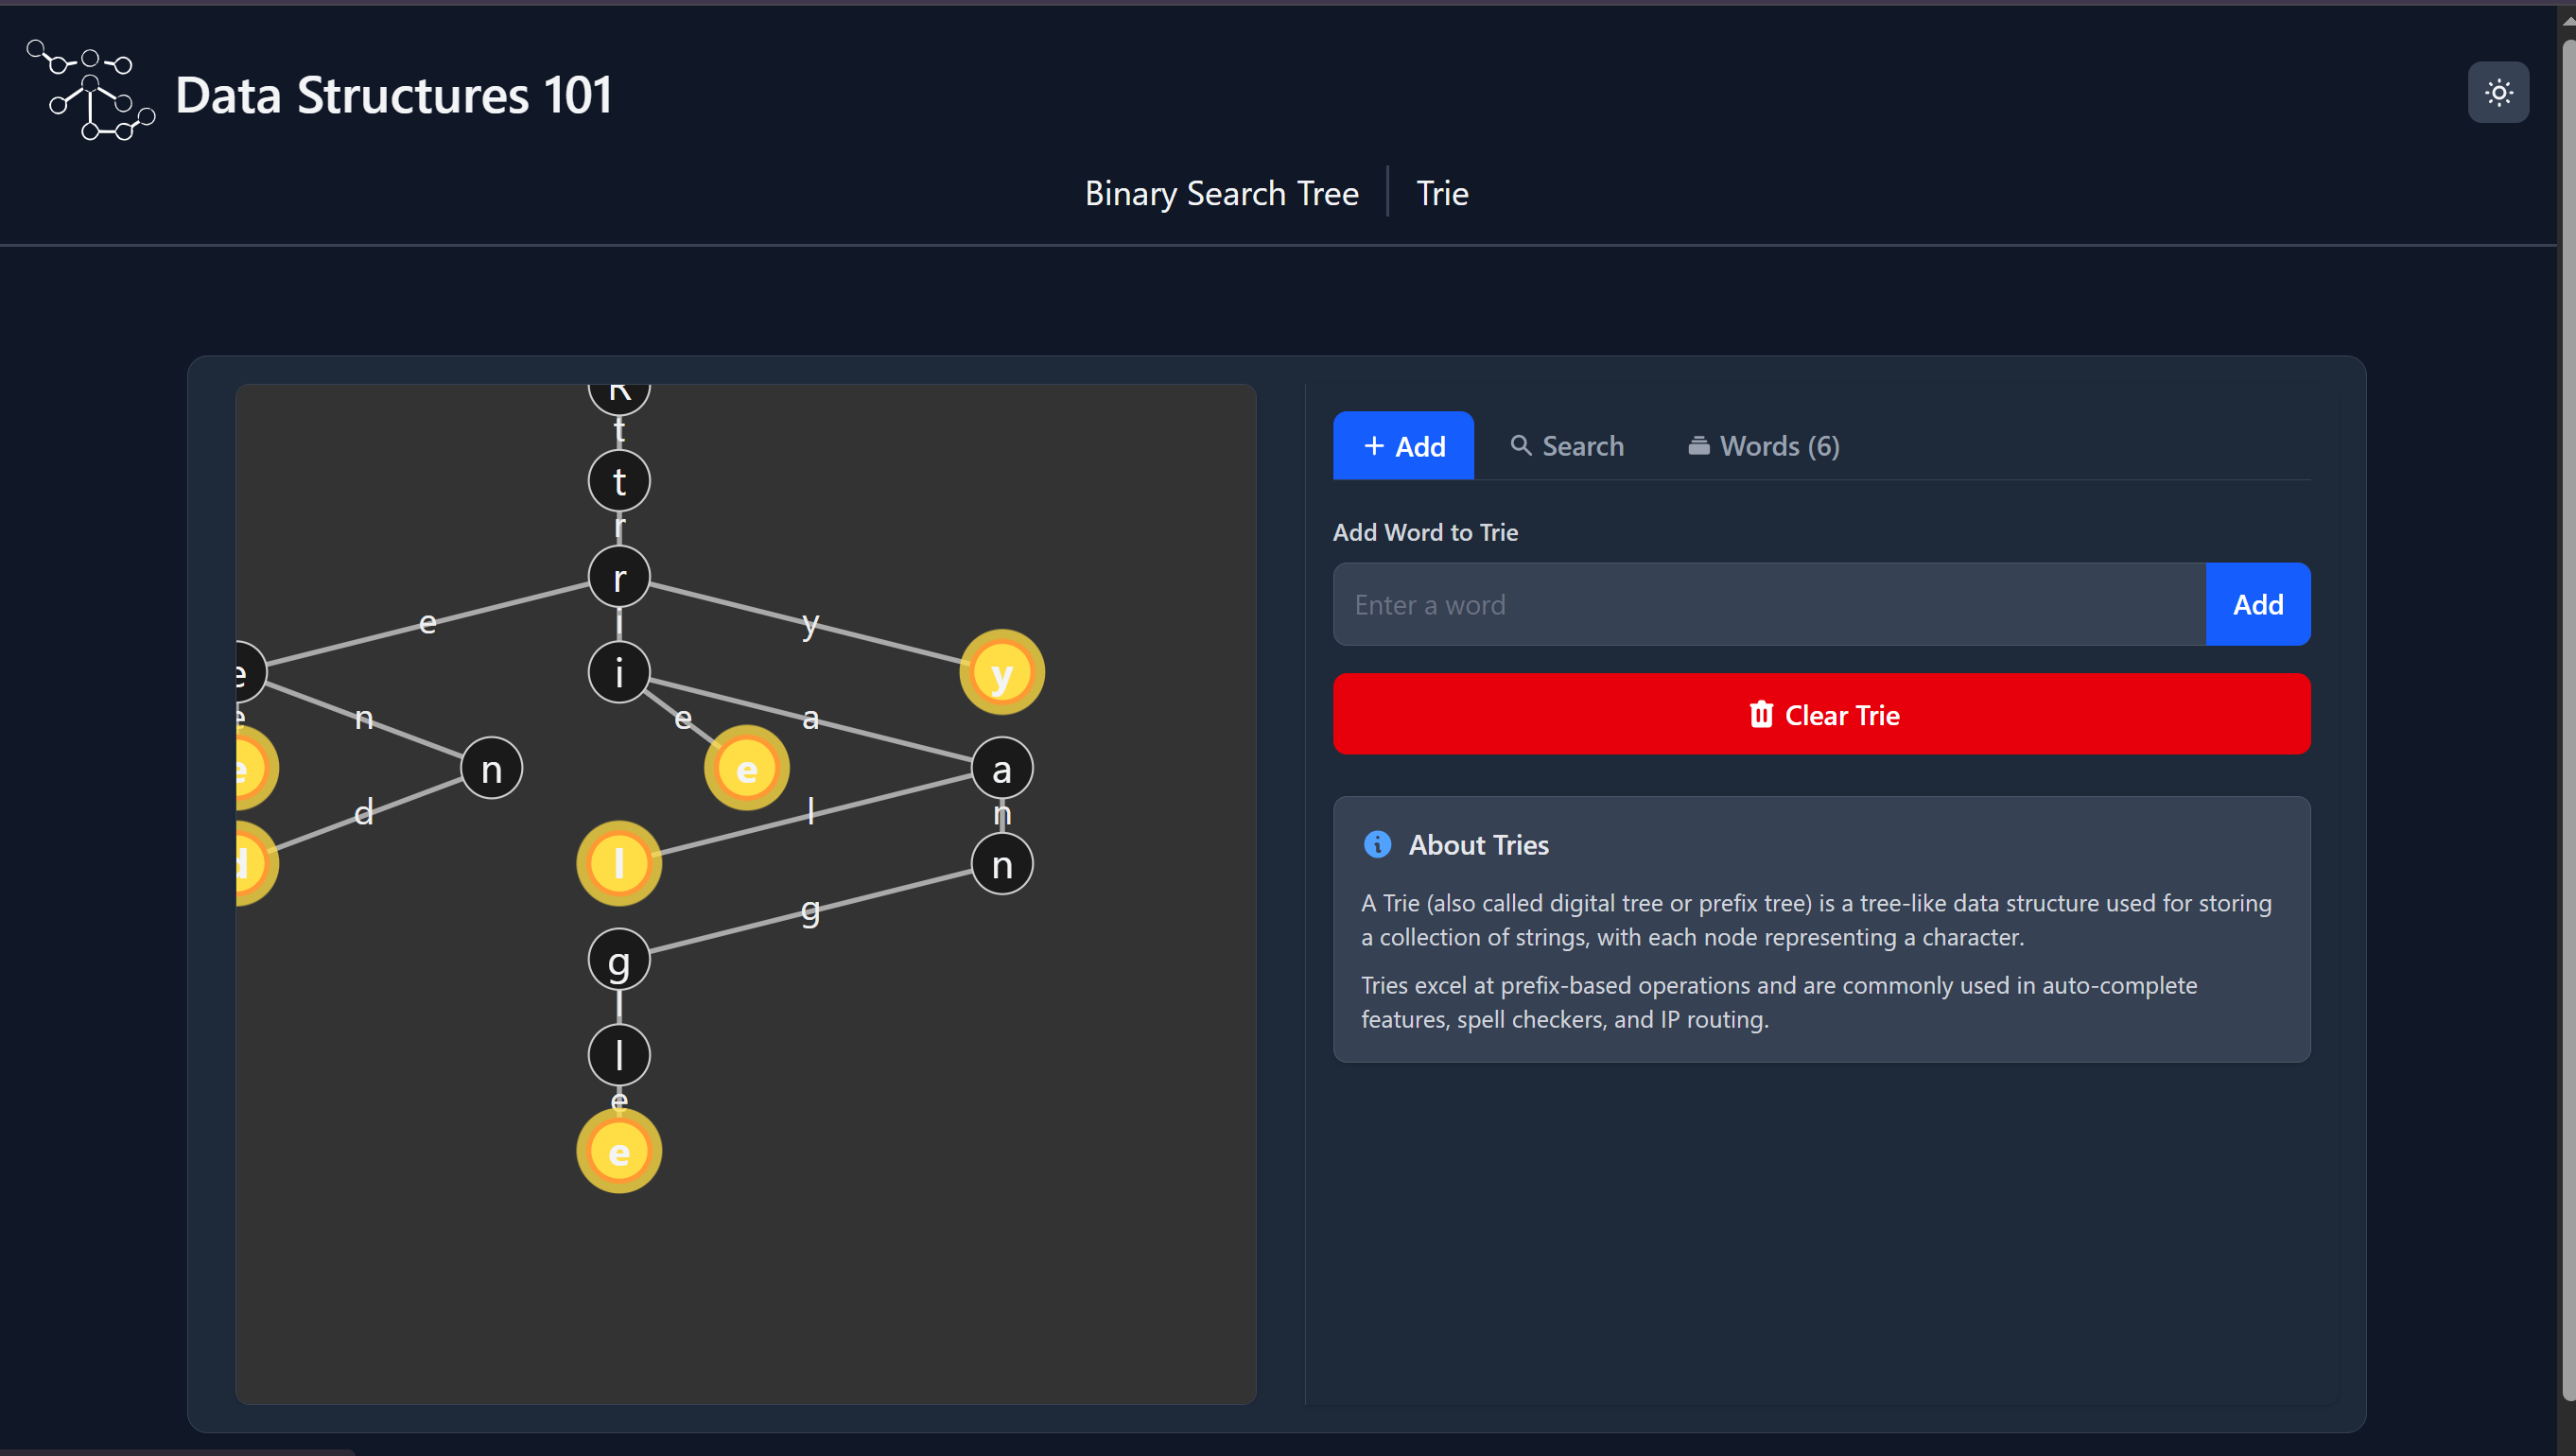 Data Structures 101
Binary Search Tree
Trie
R
t
t
r
r
e
y
i
e
i
y
e
n
e
a
e
n
e
a
d
l
n
d
l
n
g
g
l
l
e
e
Add
Search
Words (6)
Add Word to Trie
Enter a word
Add
Clear Trie
About Tries
A Trie (also called digital tree or prefix tree) is a tree-like data structure used for storing
a collection of strings, with each node representing a character.
Tries excel at prefix-based operations and are commonly used in auto-complete
features, spell checkers, and IP routing.